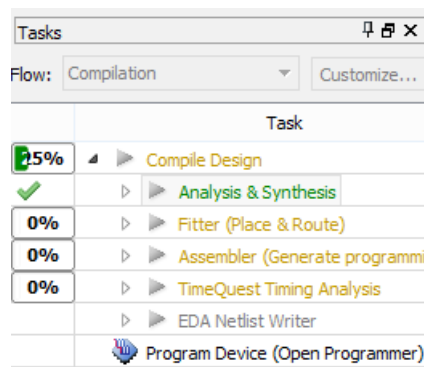 Tasks
Flow: Compilation Customize...
Task
25% Compile Design
Analysis & Synthesis
0% Fitter (Place & Route)
0% Assembler (Generate programmi
0% TimeQuest Timing Analysis
EDA Netlist Writer
Program Device (Open Programmer)